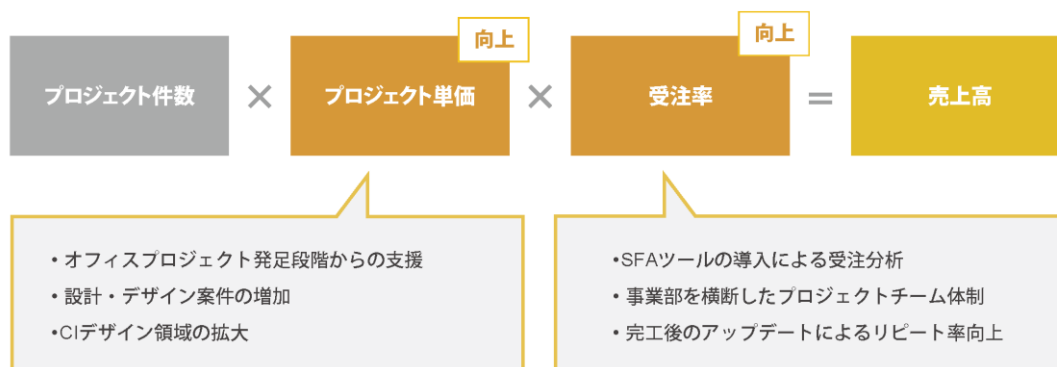 向上
向上
プロジェクト件数 × プロジェクト単価 × 受注率 = 売上高
• オフィスプロジェクト発足段階からの支援
• 設計・デザイン案件の増加
•CIデザイン領域の拡大
•SFAツールの導入による受注分析
• 事業部を横断したプロジェクトチーム体制
• 完工後のアップデートによるリピート率向上